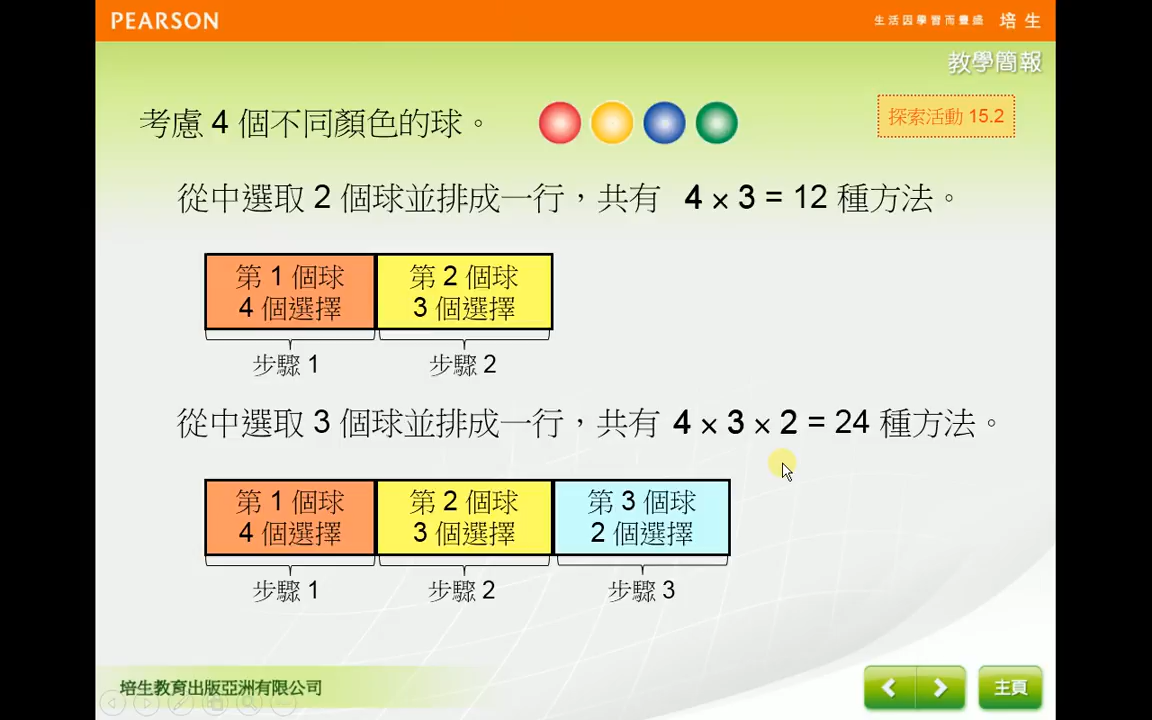 PEARSON
生活因學習而豐盛 培生
教學簡報
考慮 4 個不同顏色的球。
探索活動 15.2
從中選取 2 個球並排成一行，共有 4 × 3 = 12 種方法。
第 1 個球 第 2 個球
4 個選擇 3 個選擇
步驟 1 步驟 2
從中選取 3 個球並排成一行，共有 4 × 3 × 2 = 24 種方法。
第 1 個球 第 2 個球 第 3 個球
4 個選擇 3 個選擇 2 個選擇
步驟 1 步驟 2 步驟 3
培生教育出版亞洲有限公司
主頁